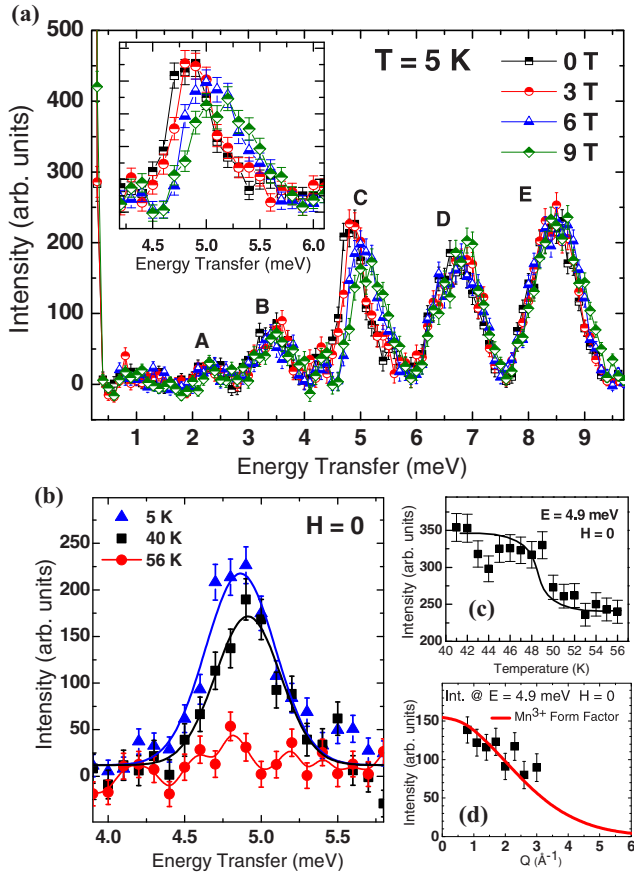 (a)
500
400
300
200
100
0
Intensity (arb. units)
T = 5 K
0 T
3 T
6 T
9 T
4.5 5.0 5.5 6.0
Energy Transfer (meV)
A
B
C
D
E
1 2 3 4 5 6 7 8 9
Energy Transfer (meV)
(b)
H = 0
5 K
40 K
56 K
250
200
150
100
50
0
Intensity (arb. units)
4.0 4.5 5.0 5.5
Energy Transfer (meV)
E = 4.9 meV
H = 0
400
350
300
250
200
Intensity (arb. units)
(c)
40 42 44 46 48 50 52 54 56
Temperature (K)
Int. @ E = 4.9 meV H = 0
Mn3+ Form Factor
200
150
100
50
0
Intensity (arb. units)
(d)
0 1 2 3 4 5 6
Q (Å-1)